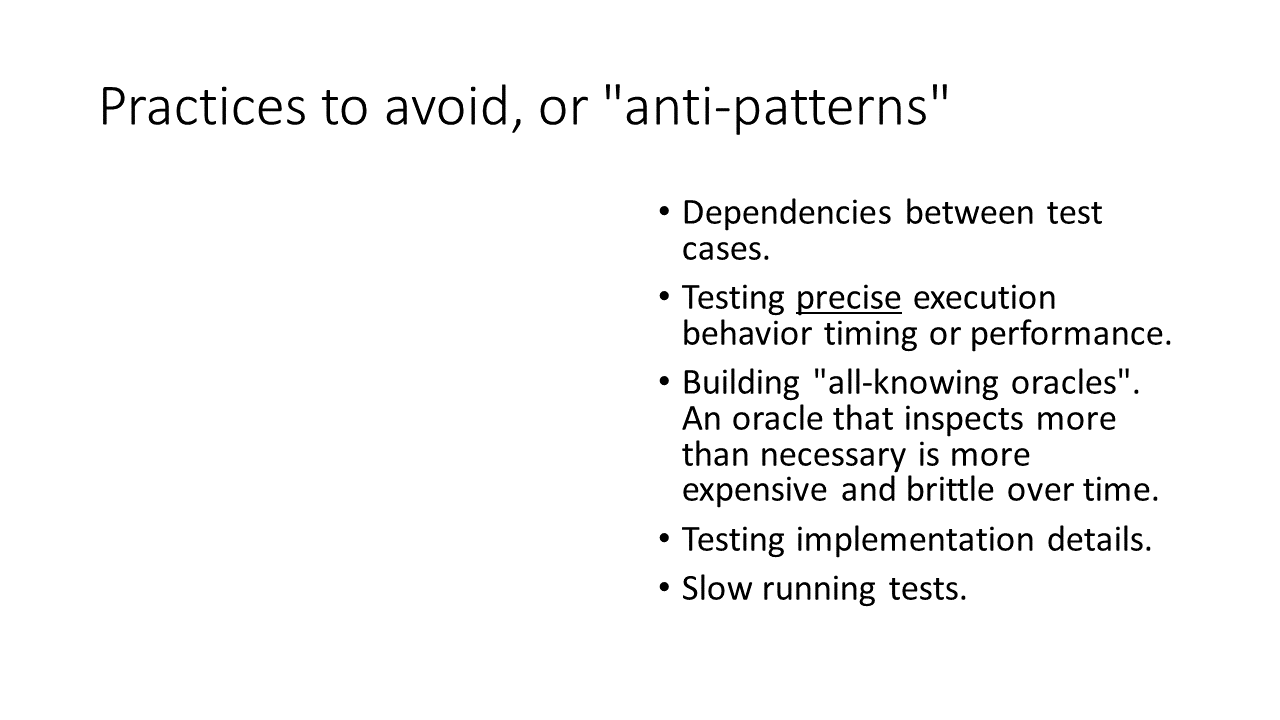 Practices to avoid, or "anti-patterns"
• Dependencies between test
cases.
• Testing precise execution
behavior timing or performance.
• Building "all-knowing oracles".
An oracle that inspects more
than necessary is more
expensive and brittle over time.
• Testing implementation details.
• Slow running tests.